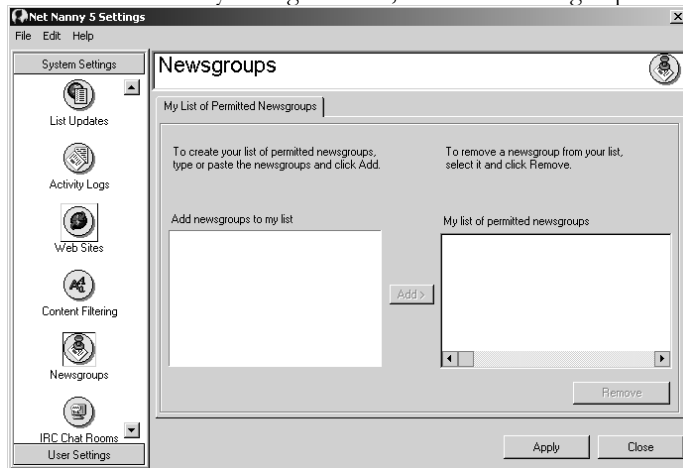 Net Nanny 5 Settings
File Edit Help
System Settings
List Updates
Activity Logs
Web Sites
Content Filtering
Newsgroups
IRC Chat Rooms
User Settings
Newsgroups
My List of Permitted Newsgroups
To create your list of permitted newsgroups,
type or paste the newsgroups and click Add.
To remove a newsgroup from your list,
select it and click Remove.
Add newsgroups to my list
My list of permitted newsgroups
Add >
Remove
Apply Close